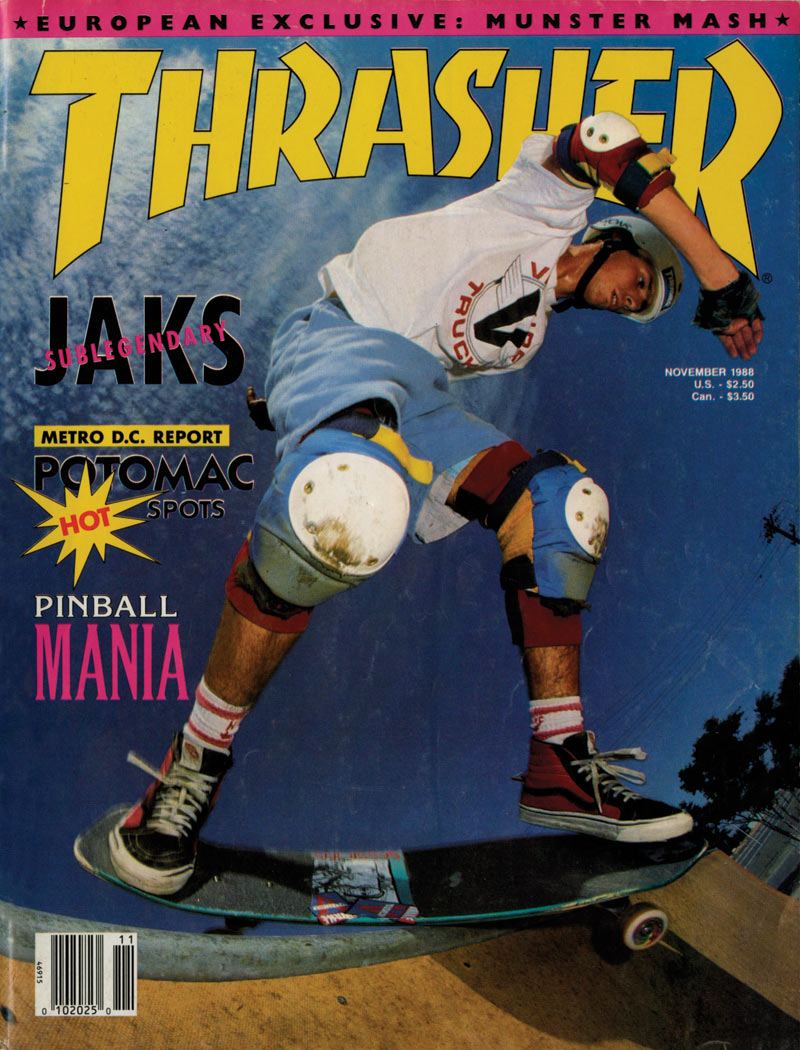 ★EUROPEAN EXCLUSIVE: MUNSTER MASH★
THRASHER
®
JAKS
SUBLEGENDARY
NOVEMBER 1988
U.S. - $2.50
Can. - $3.50
METRO D.C. REPORT
POTOMAC
HOT SPOTS
PINBALL
MANIA
11
46915
0 102025 0